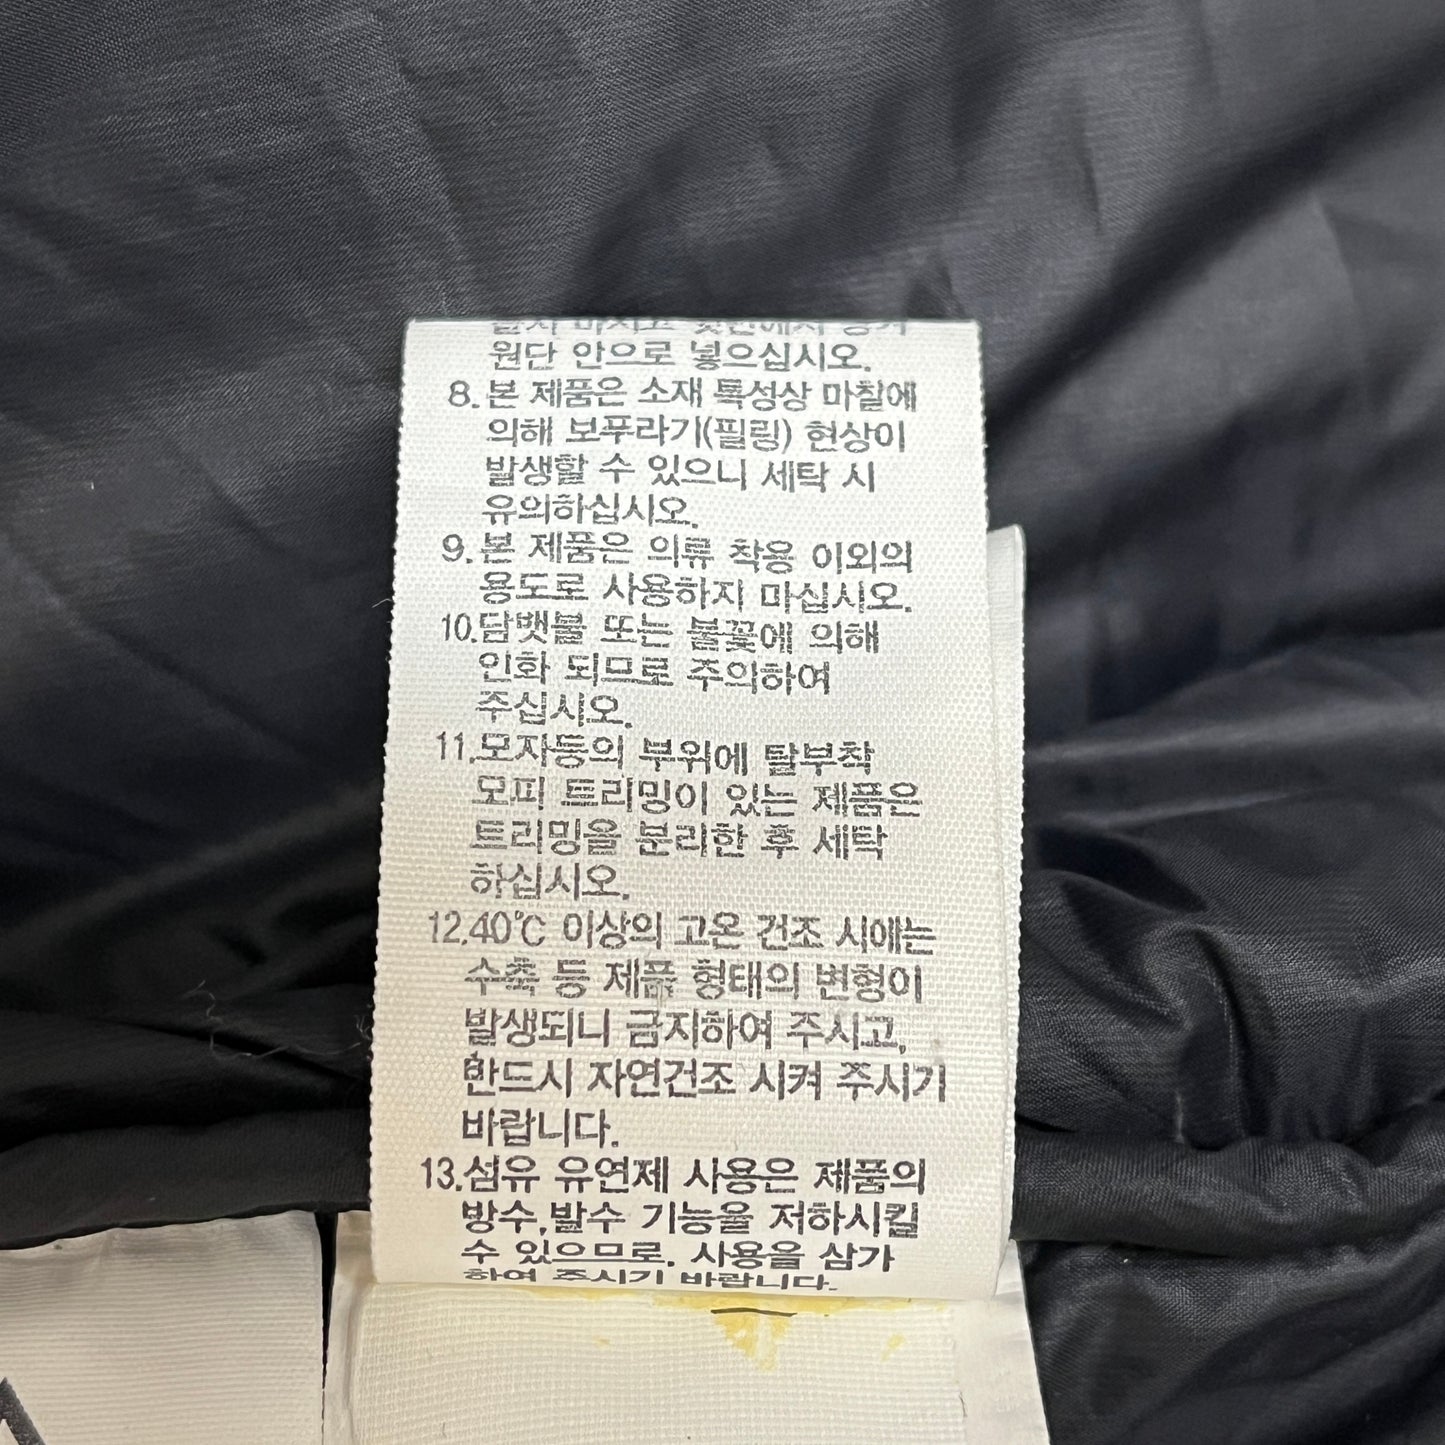 원단 안으로 넣으십시오.
8. 본 제품은 소재 특성상 마찰에
의해 보푸라기(필링) 현상이
발생할 수 있으니 세탁 시
유의하십시오.
9. 본 제품은 의류 착용 이외의
용도로 사용하지 마십시오.
10.담뱃불 또는 불꽃에 의해
인화 되므로 주의하여
주십시오.
11.모자등의 부위에 탈부착
모피 트리밍이 있는 제품은
트리밍을 분리한 후 세탁
하십시오.
12.40℃ 이상의 고온 건조 시에는
수축 등 제품 형태의 변형이
발생되니 금지하여 주시고,
반드시 자연건조 시켜 주시기
바랍니다.
13.섬유 유연제 사용은 제품의
방수,발수 기능을 저하시킬
수 있으므로, 사용을 삼가
하여 주시기 바랍니다.